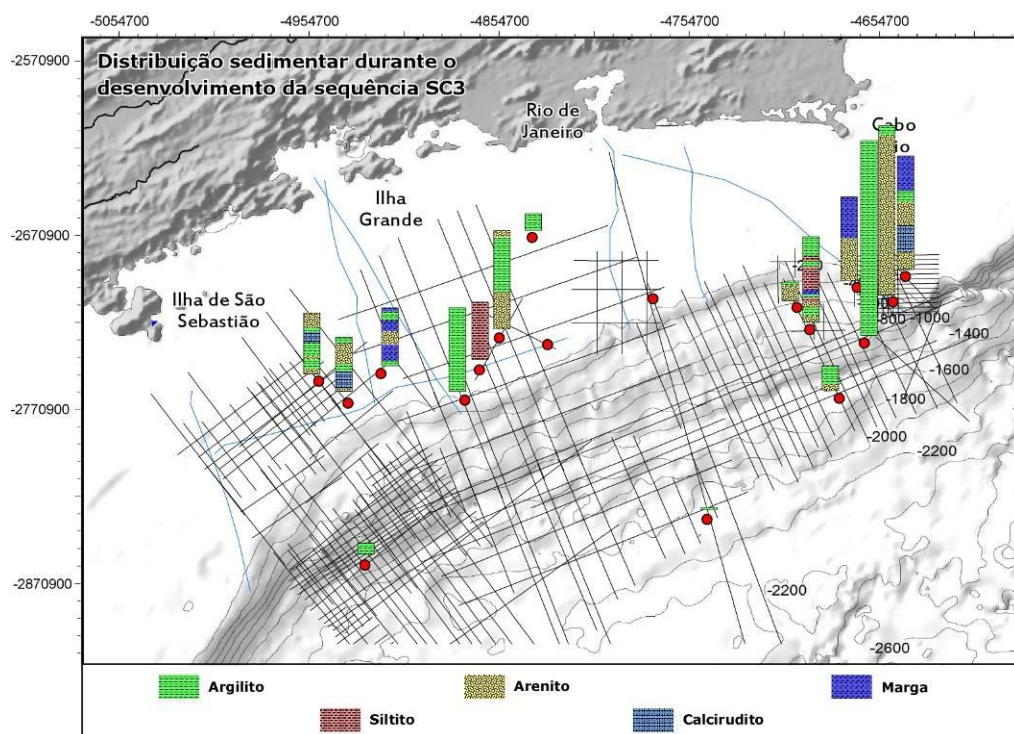 -5054700 -4954700 -4854700 -4754700 -4654700
-2570900
Distribuição sedimentar durante o
desenvolvimento da sequência SC3
Rio de
Janeiro
Cabo
Ilha
Grande
-2670900
Ilha de São
Sebastião
-1000
-1400
-1600
-2770900
-1800
-2000
-2200
-2870900
-2200
-2600
Argilito
Arenito
Marga
Siltito
Calcirudito